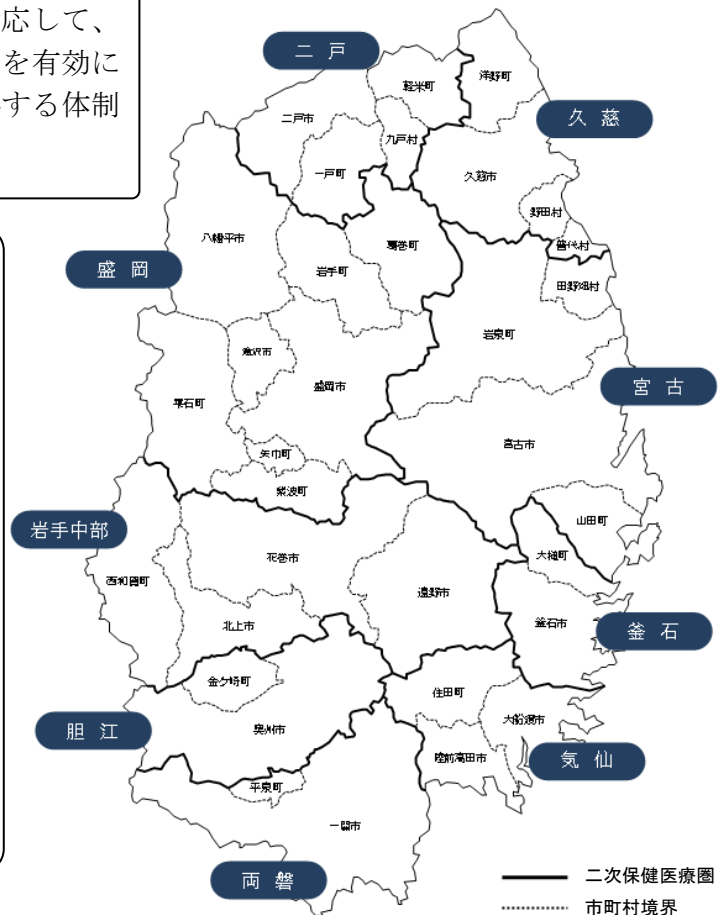 応して、
を有効に
する体制
二戸
久慈
盛岡
宮古
岩手中部
釜石
胆江
気仙
両磐
軽米町
洋野町
二戸市
九戸村
一戸町
久慈市
野田村
普代村
八幡平市
葛巻町
岩手町
田野畑村
岩泉町
滝沢市
盛岡市
雫石町
宮古市
矢巾町
紫波町
山田町
大槌町
花巻市
西和賀町
遠野市
釜石市
北上市
金ケ崎町
住田町
大船渡市
奥州市
陸前高田市
平泉町
一関市
二次保健医療圏
市町村境界